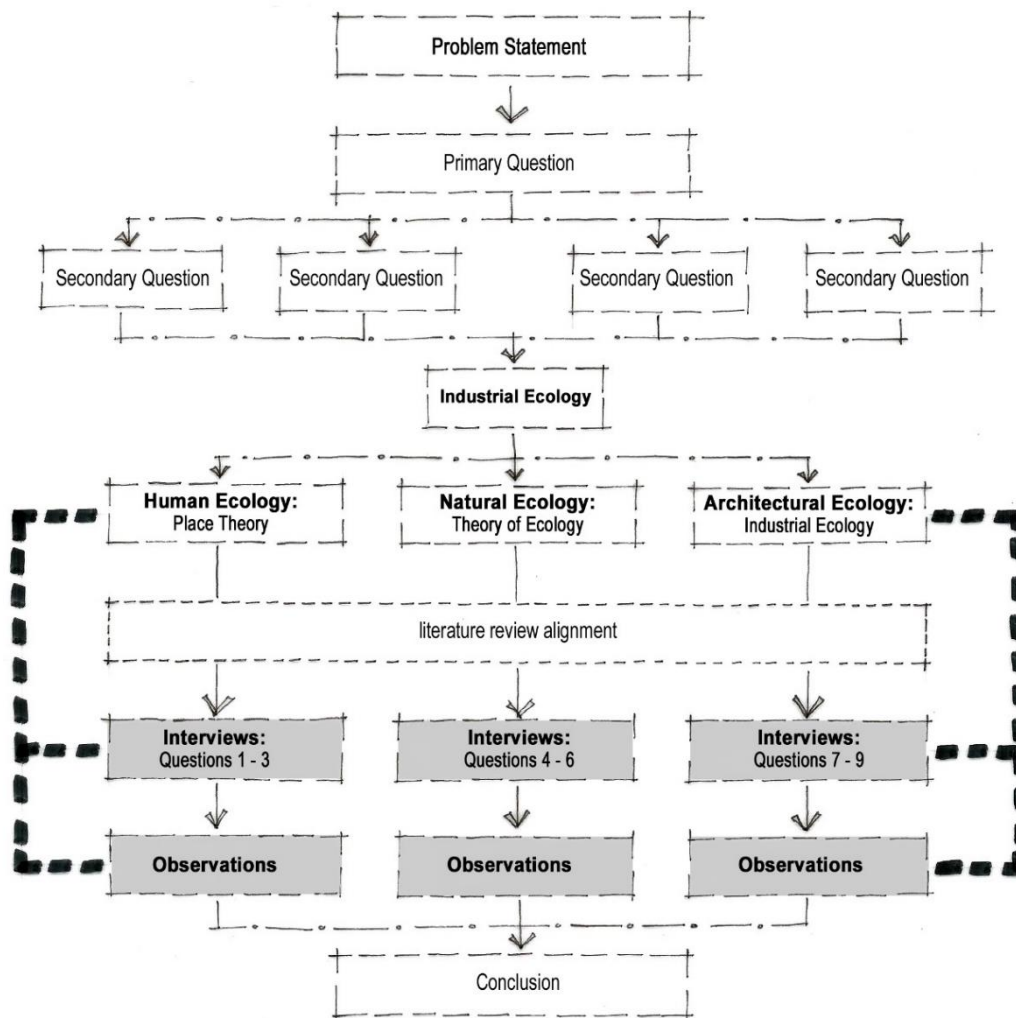 Problem Statement
Primary Question
Secondary Question
Secondary Question
Secondary Question
Secondary Question
Industrial Ecology
Human Ecology:
Place Theory
Natural Ecology:
Theory of Ecology
Architectural Ecology:
Industrial Ecology
literature review alignment
Interviews:
Questions 1 - 3
Interviews:
Questions 4 - 6
Interviews:
Questions 7 - 9
Observations
Observations
Observations
Conclusion